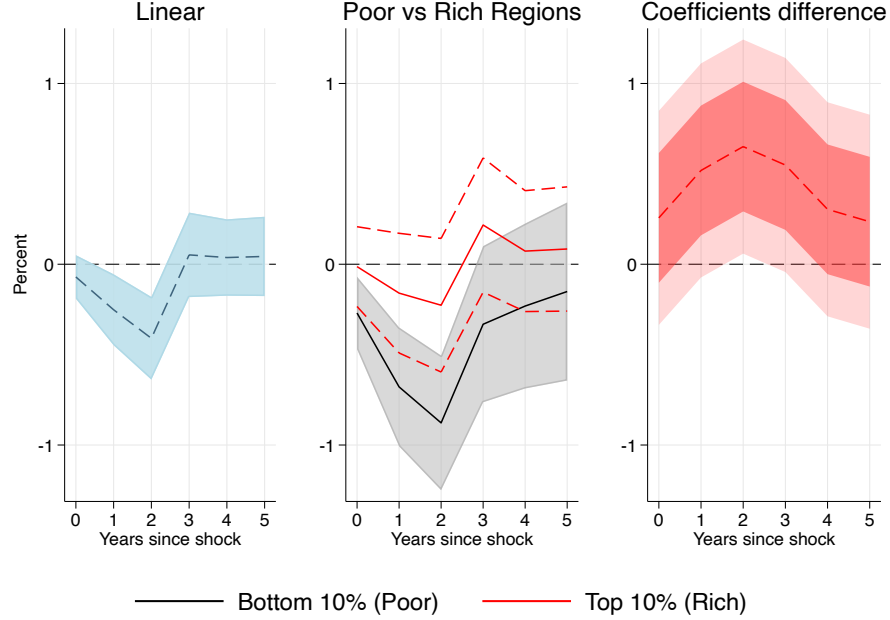 Linear
Poor vs Rich Regions
Coefficients difference
Percent
1
0
-1
0 1 2 3 4 5
Years since shock
1
0
-1
0 1 2 3 4 5
Years since shock
1
0
-1
0 1 2 3 4 5
Years since shock
Bottom 10% (Poor)
Top 10% (Rich)